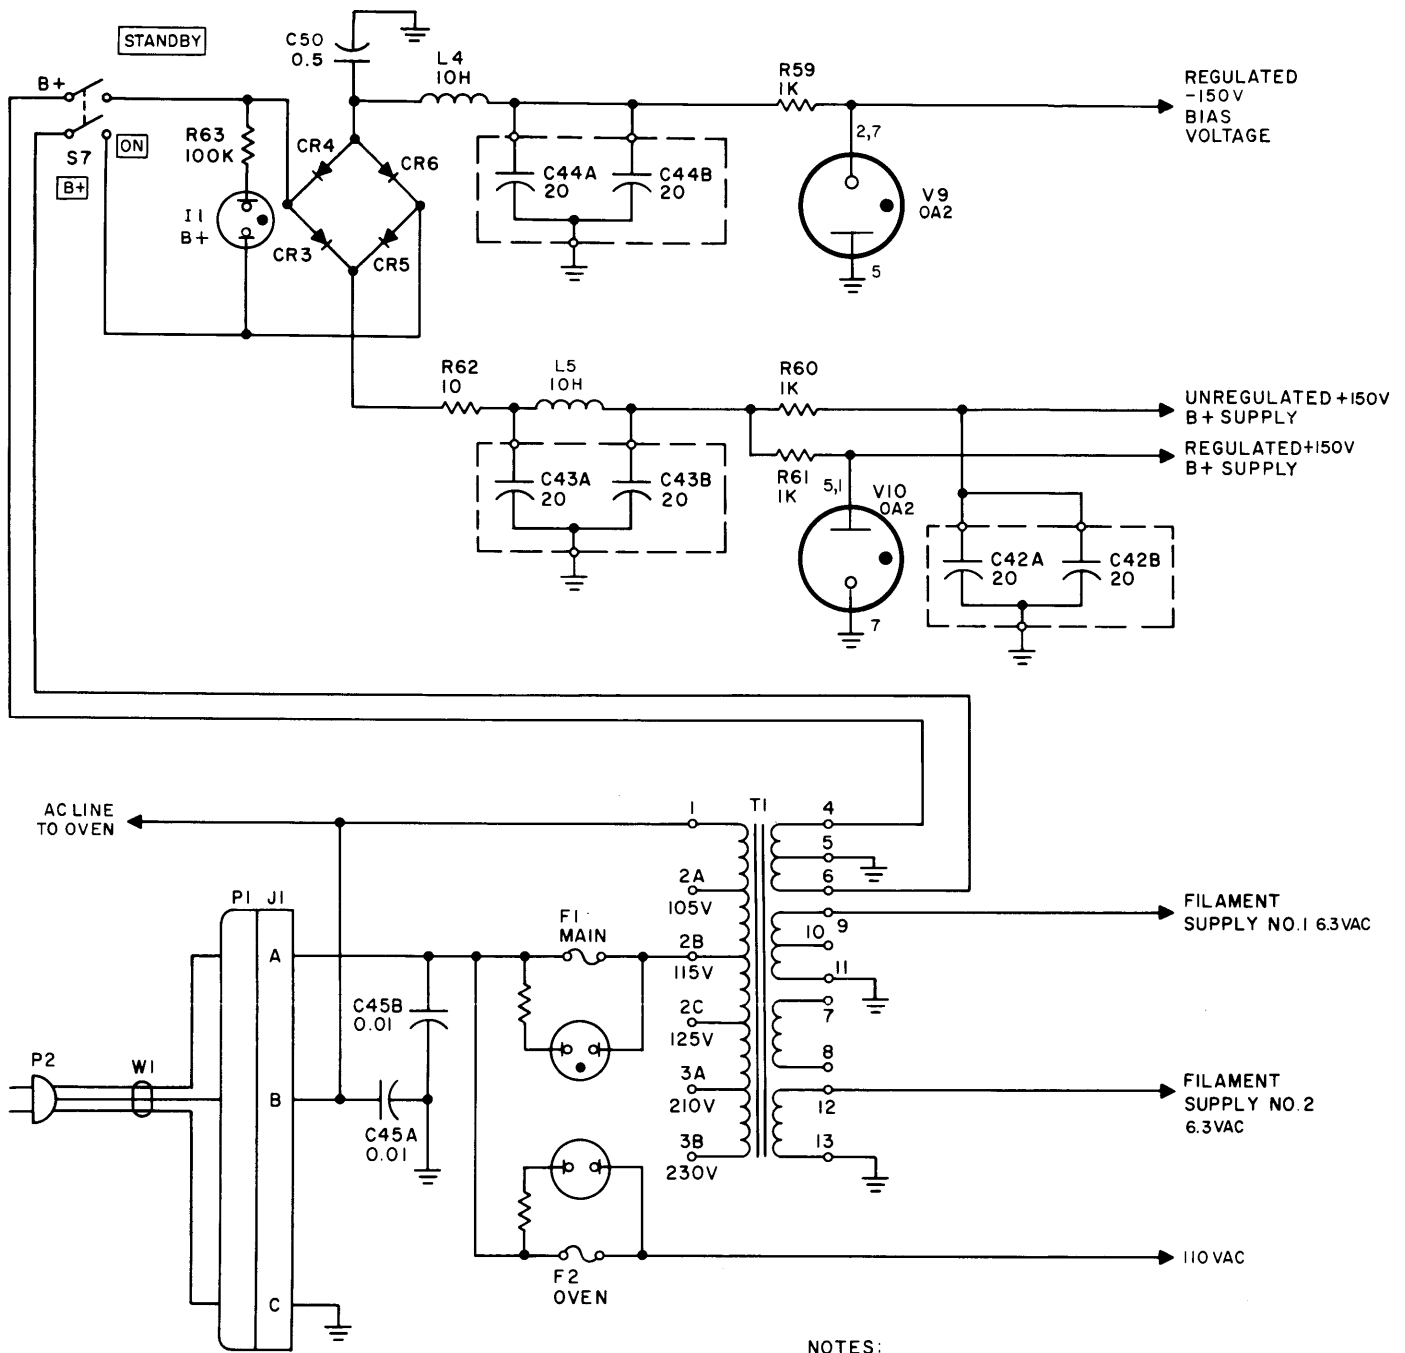 STANDBY
C50
0.5
L4
10H
B+
S7
B+
ON
R63
100K
I1
B+
CR4
CR6
CR3
CR5
C44A
20
C44B
20
R59
1K
2,7
V9
OA2
5
REGULATED
-150V
BIAS
VOLTAGE
R62
10
L5
10H
C43A
20
C43B
20
R60
1K
R61
1K
5,1
V10
OA2
7
UNREGULATED +150V
B+ SUPPLY
REGULATED +150V
B+ SUPPLY
C42A
20
C42B
20
AC LINE
TO OVEN
1
T1
4
5
6
2A
105V
2B
115V
2C
125V
3A
210V
3B
230V
9
10
11
7
8
12
13
FILAMENT
SUPPLY NO.1 6.3VAC
FILAMENT
SUPPLY NO.2
6.3VAC
P1 J1
A
B
C
F1
MAIN
C45B
0.01
C45A
0.01
P2
W1
F2
OVEN
110 VAC
NOTES: